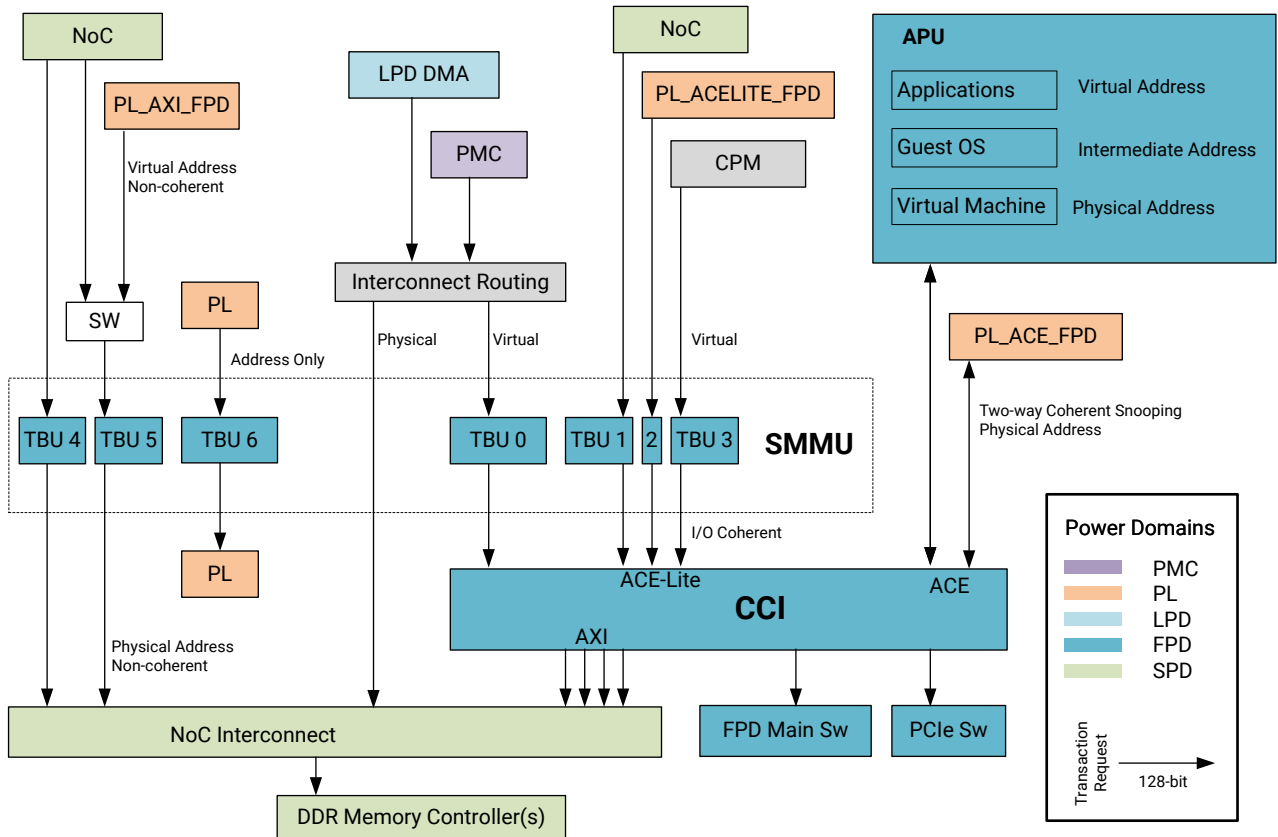 NoC
NoC
APU
LPD DMA
PL_AXI_FPD
PL_ACELITE_FPD
Applications
Virtual Address
PMC
CPM
Guest OS
Intermediate Address
Virtual Address
Non-coherent
Virtual Machine
Physical Address
Interconnect Routing
PL
SW
Physical
Virtual
Virtual
PL_ACE_FPD
Address Only
Two-way Coherent Snooping
Physical Address
TBU 4
TBU 5
TBU 6
TBU 0
TBU 1
2
TBU 3
SMMU
I/O Coherent
PL
ACE-Lite
ACE
CCI
AXI
Physical Address
Non-coherent
NoC Interconnect
FPD Main Sw
PCIe Sw
DDR Memory Controller(s)
Power Domains
PMC
PL
LPD
FPD
SPD
Transaction
Request
128-bit